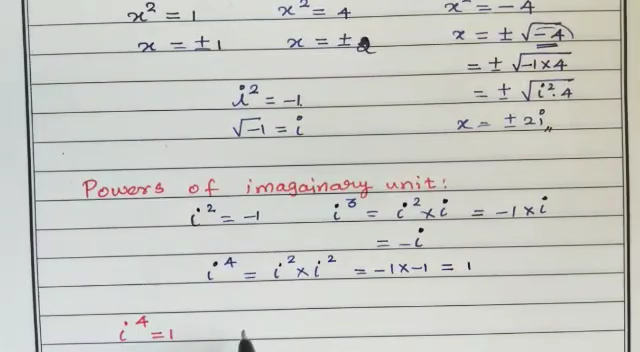 x² = 1 x² = 4 x² = -4
x = ±1 x = ±2 x = ± √-4
= ± √-1×4
i² = -1 = ± √i²·4
√-1 = i x = ± 2i
Powers of imagainary unit:
i² = -1 i³ = i² × i = -1 × i
= -i
i⁴ = i² × i² = -1 × -1 = 1
i⁴ = 1